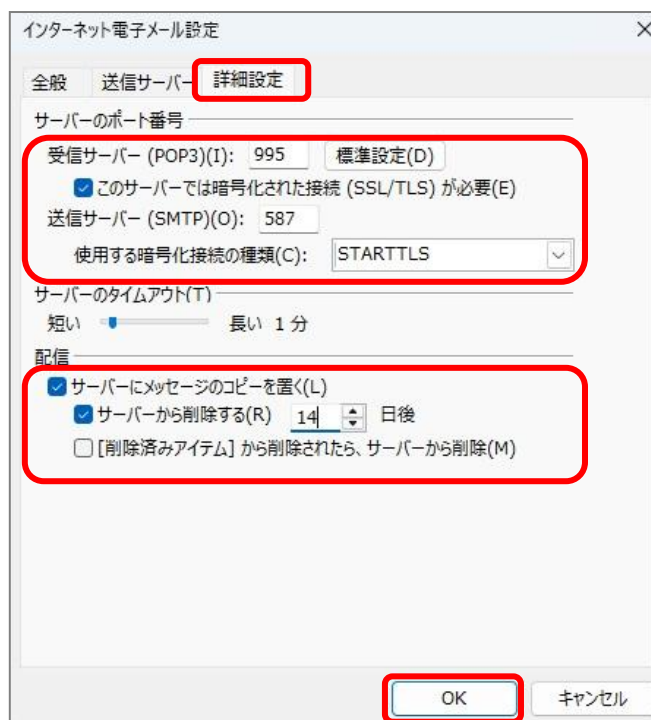 インターネット電子メール設定
全般 送信サーバー 詳細設定
サーバーのポート番号
受信サーバー (POP3)(I): 995 標準設定(D)
このサーバーでは暗号化された接続 (SSL/TLS) が必要(E)
送信サーバー (SMTP)(O): 587
使用する暗号化接続の種類(C): STARTTLS
サーバーのタイムアウト(T)
短い 長い 1 分
配信
サーバーにメッセージのコピーを置く(L)
サーバーから削除する(R) 14 日後
[削除済みアイテム] から削除されたら、サーバーから削除(M)
OK キャンセル